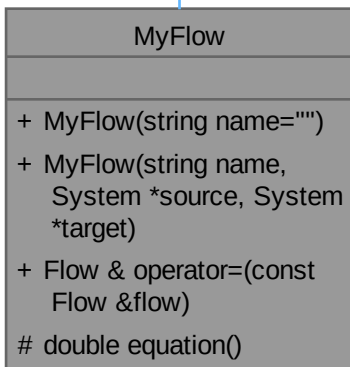 MyFlow
+ MyFlow(string name="")
+ MyFlow(string name,
System *source, System
*target)
+ Flow & operator=(const
Flow &flow)
# double equation()